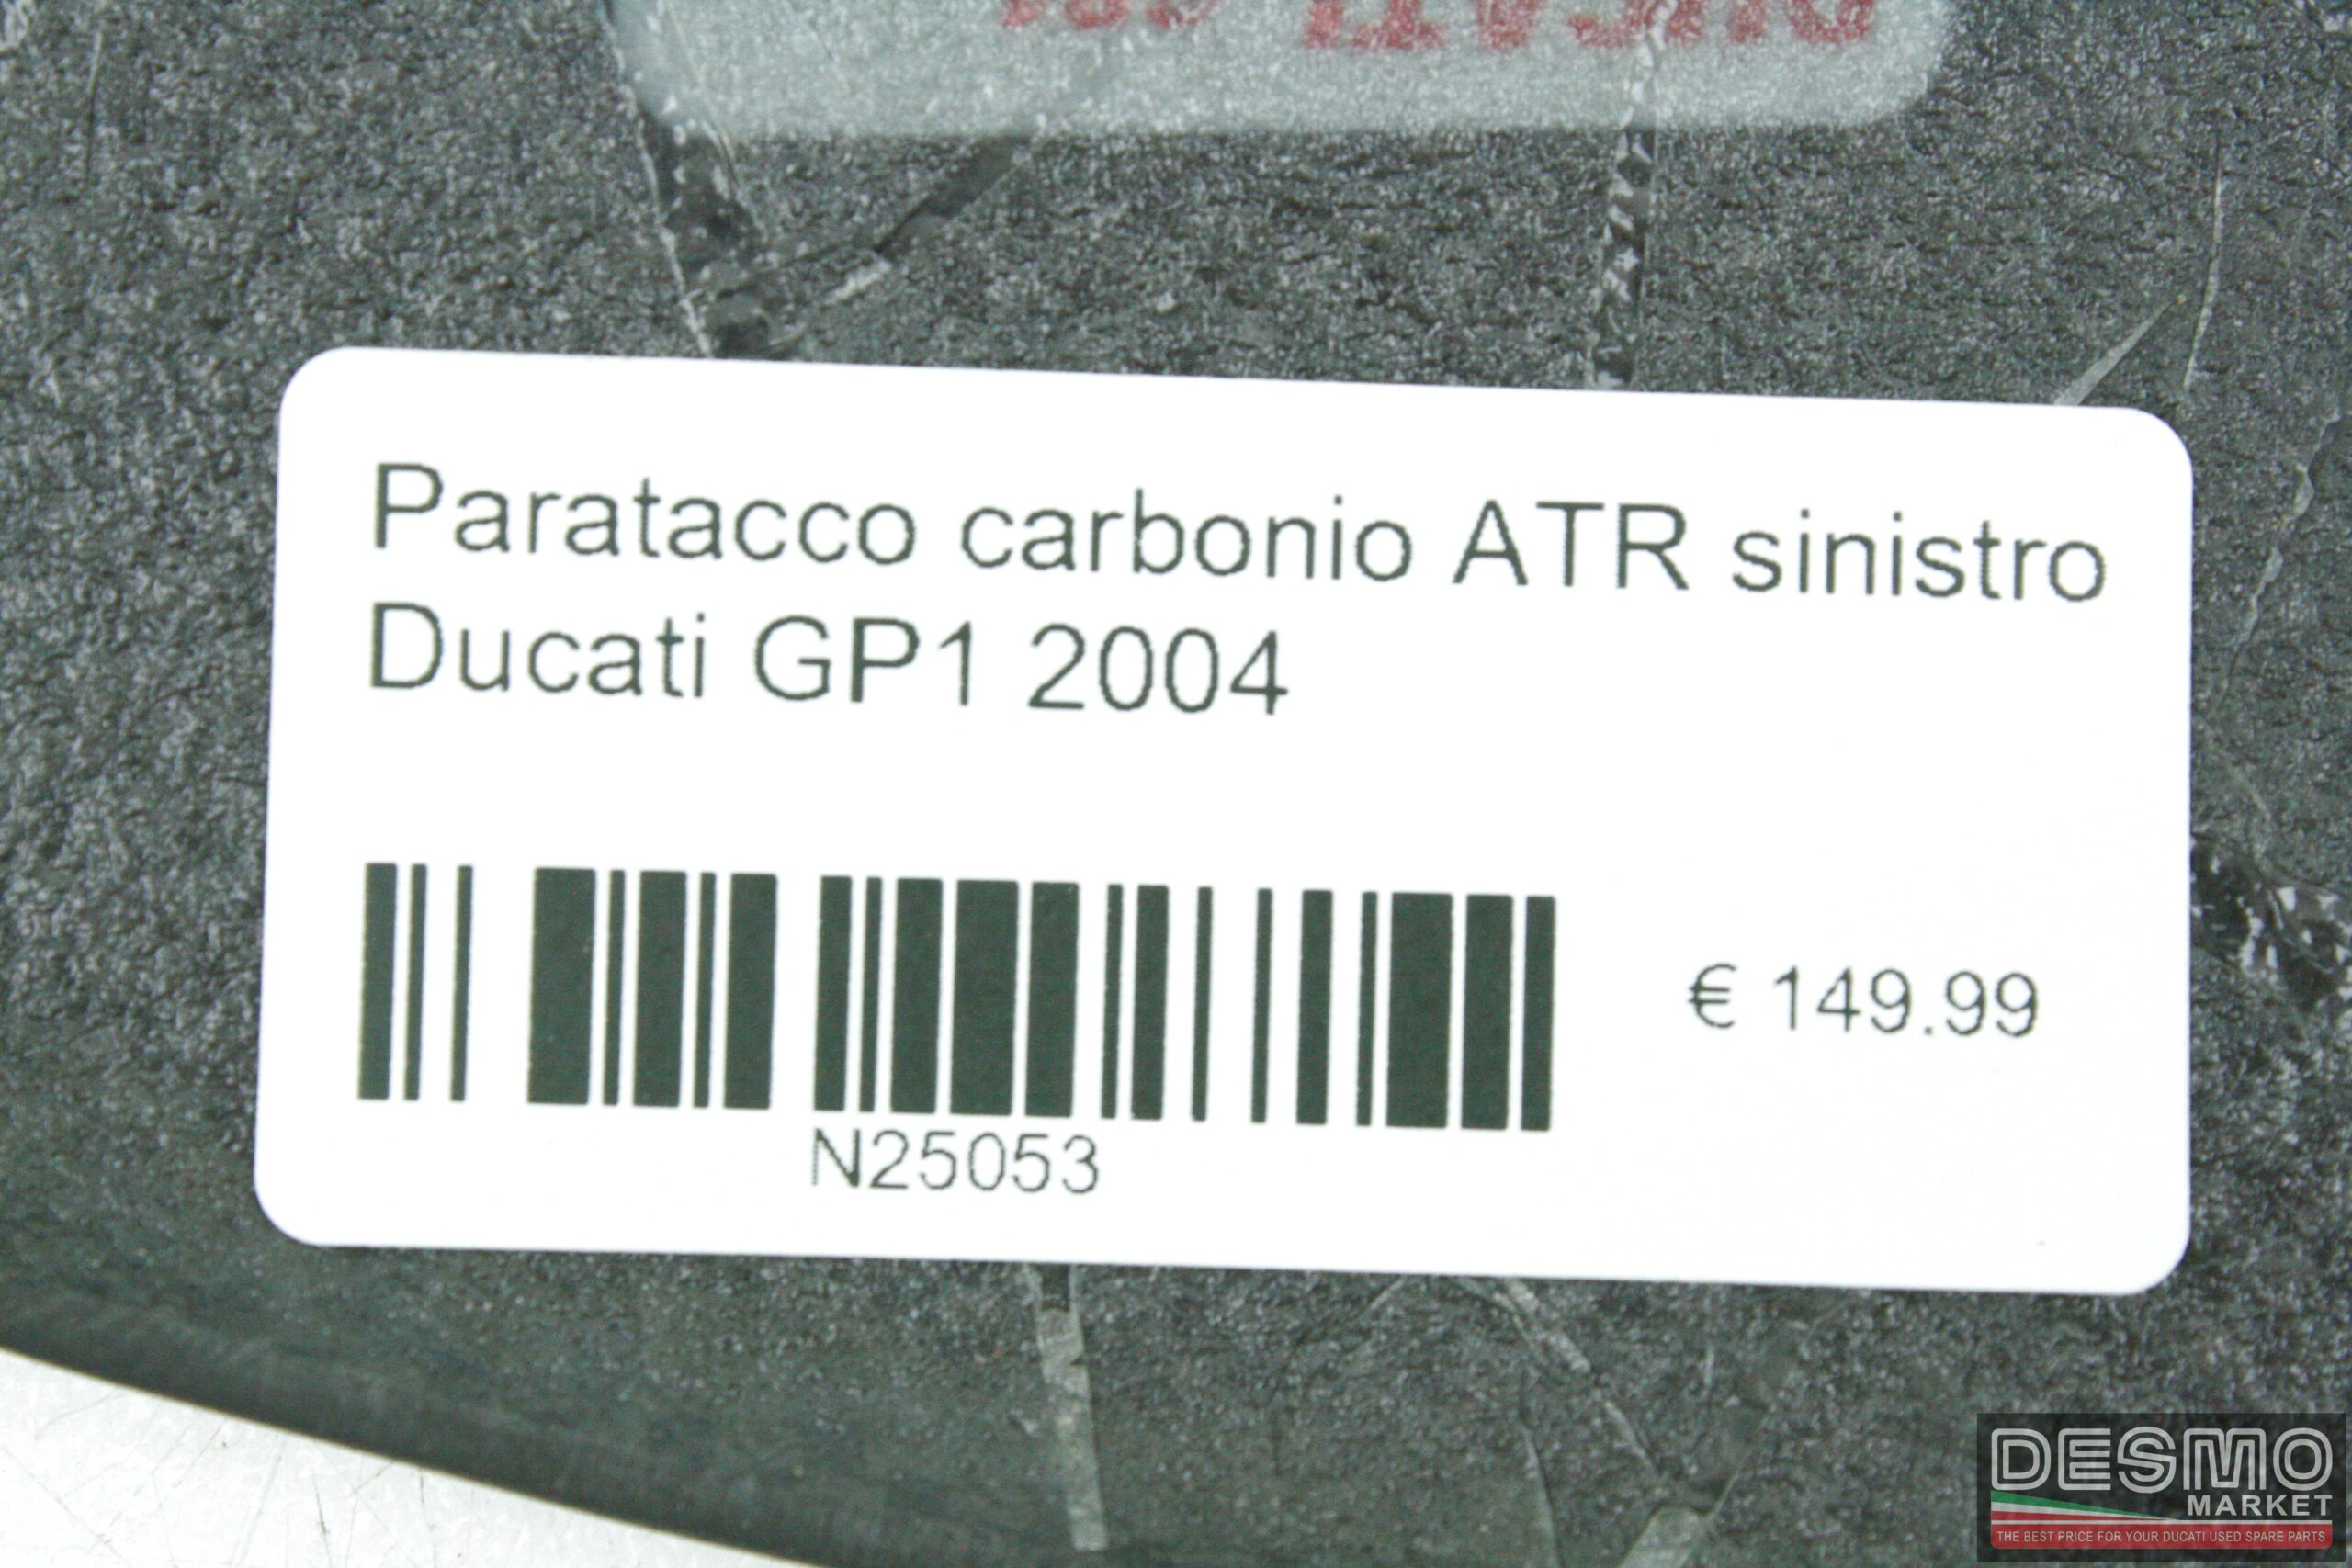 Paratacco carbonio ATR sinistro
Ducati GP1 2004
€ 149.99
N25053
DESMO
MARKET
THE BEST PRICE FOR YOUR DUCATI USED SPARE PARTS